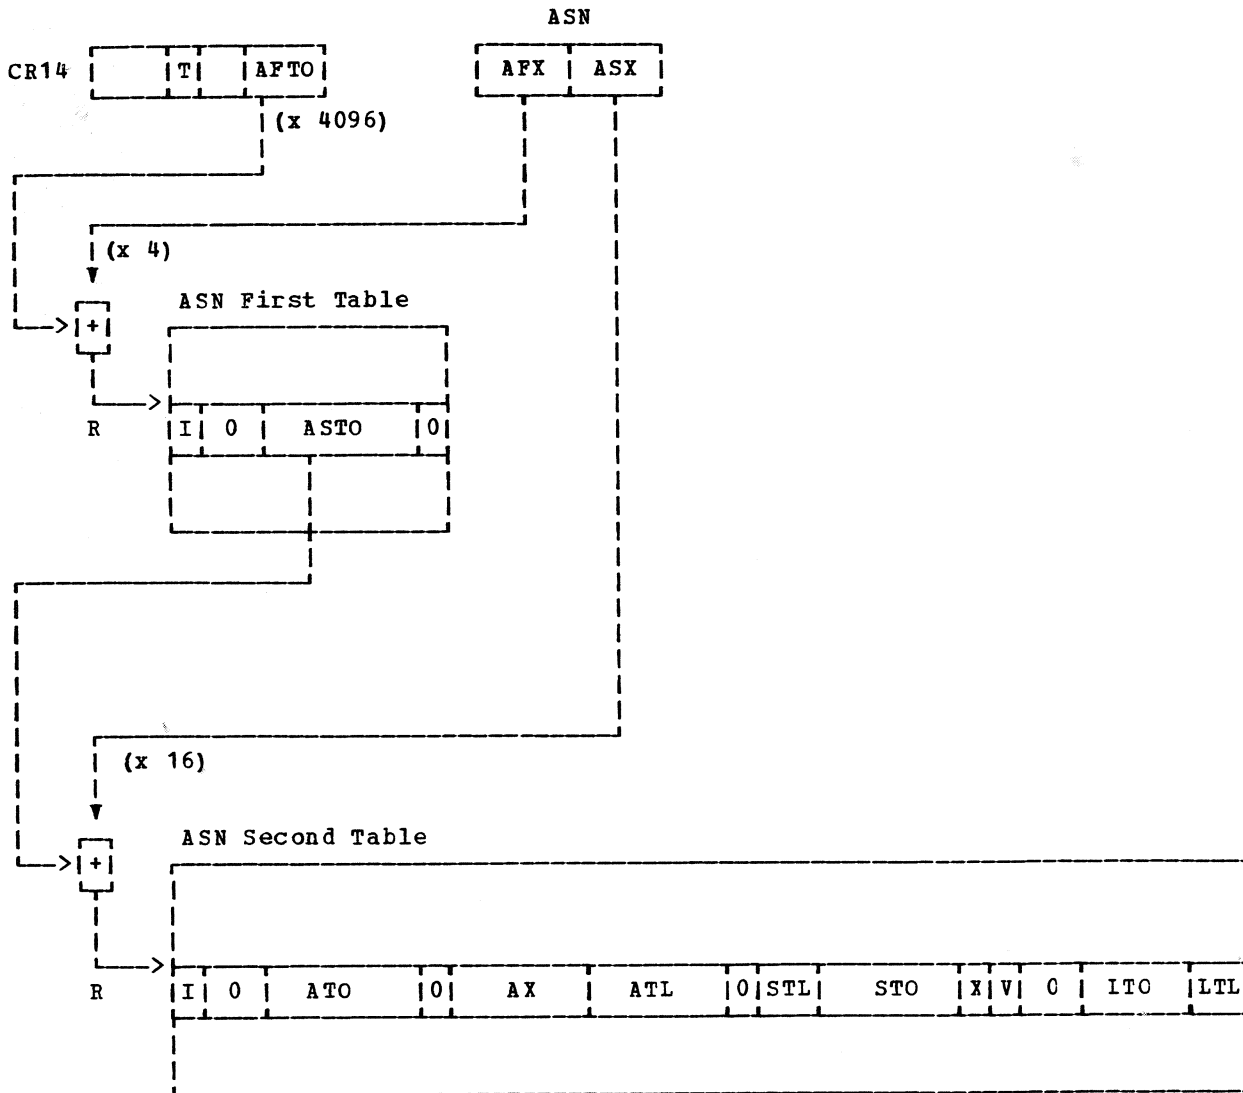 ASN
CR14 T AFTO AFX ASX
(x 4096)
(x 4)
ASN First Table
+
R I 0 ASTO 0
(x 16)
ASN Second Table
+
R I 0 ATO 0 AX ATL 0 STL STO X V 0 ITO LTL